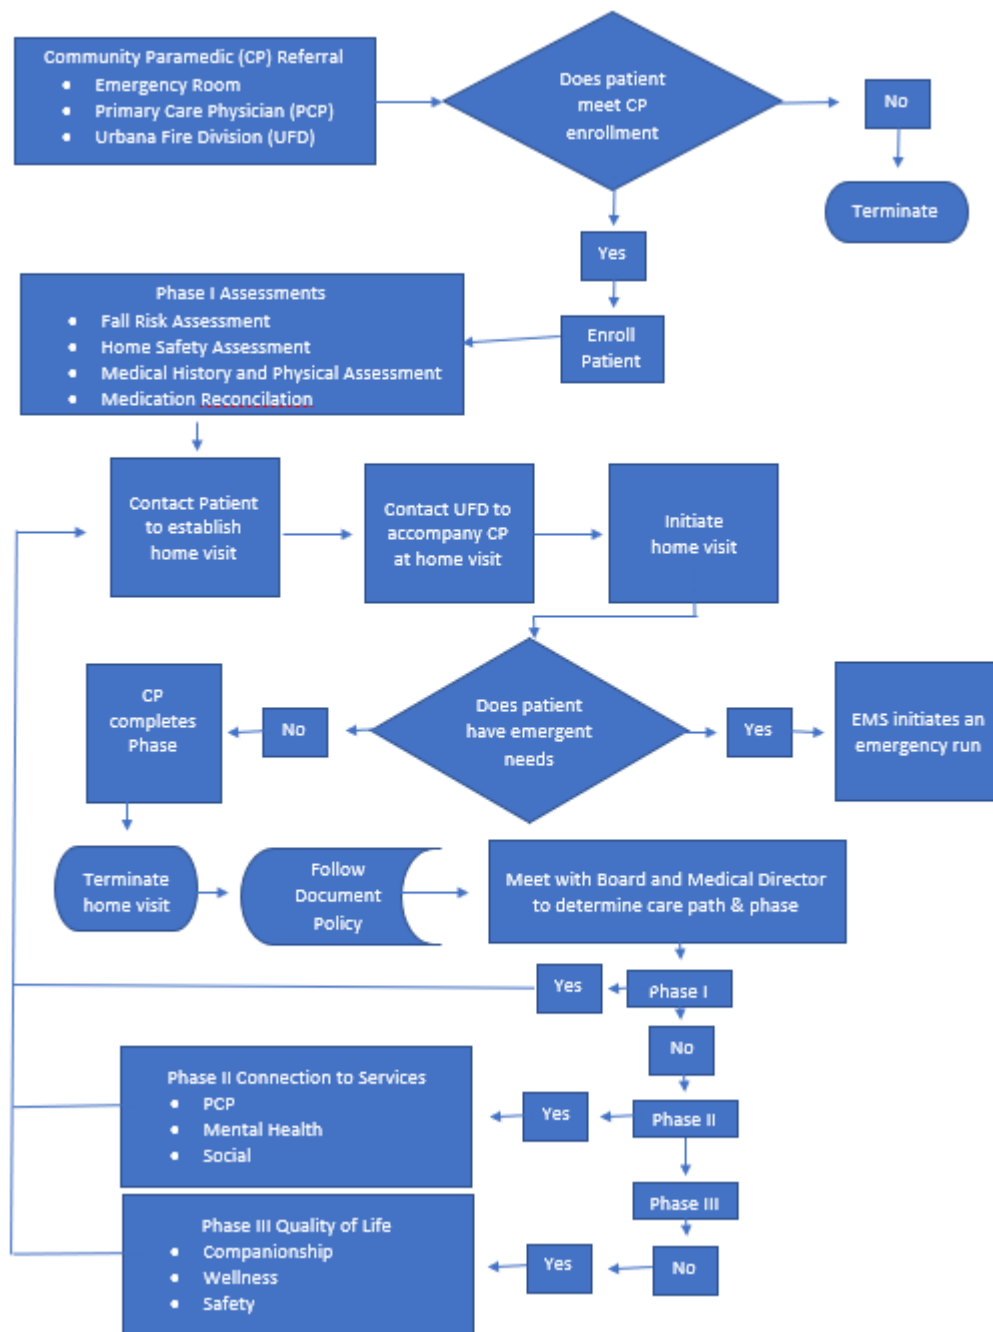 Community Paramedic (CP) Referral
• Emergency Room
• Primary Care Physician (PCP)
• Urbana Fire Division (UFD)
Does patient
meet CP
enrollment
No
Terminate
Yes
Enroll
Patient
Phase I Assessments
• Fall Risk Assessment
• Home Safety Assessment
• Medical History and Physical Assessment
• Medication Reconcilation
Contact Patient
to establish
home visit
Contact UFD to
accompany CP
at home visit
Initiate
home visit
Does patient
have emergent
needs
No
CP
completes
Phase
Yes
EMS initiates an
emergency run
Terminate
home visit
Follow
Document
Policy
Meet with Board and Medical Director
to determine care path & phase
Phase I
Yes
No
Phase II
Yes
Phase II Connection to Services
• PCP
• Mental Health
• Social
Phase III
No
Yes
Phase III Quality of Life
• Companionship
• Wellness
• Safety